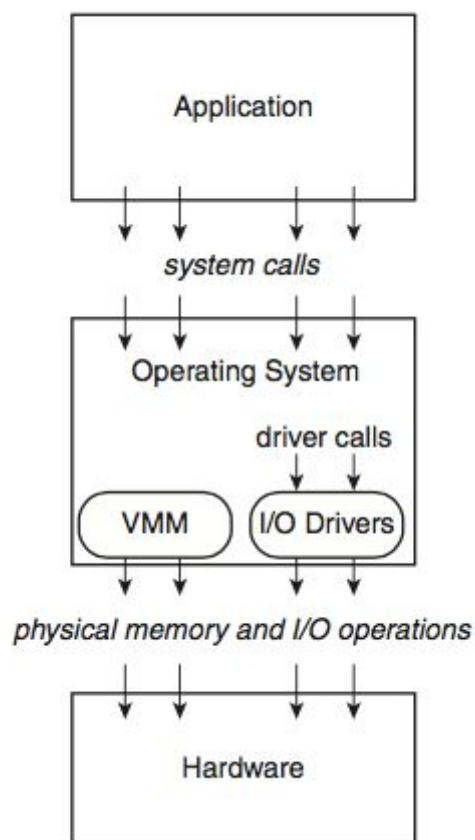 Application
system calls
Operating System
driver calls
VMM
I/O Drivers
physical memory and I/O operations
Hardware